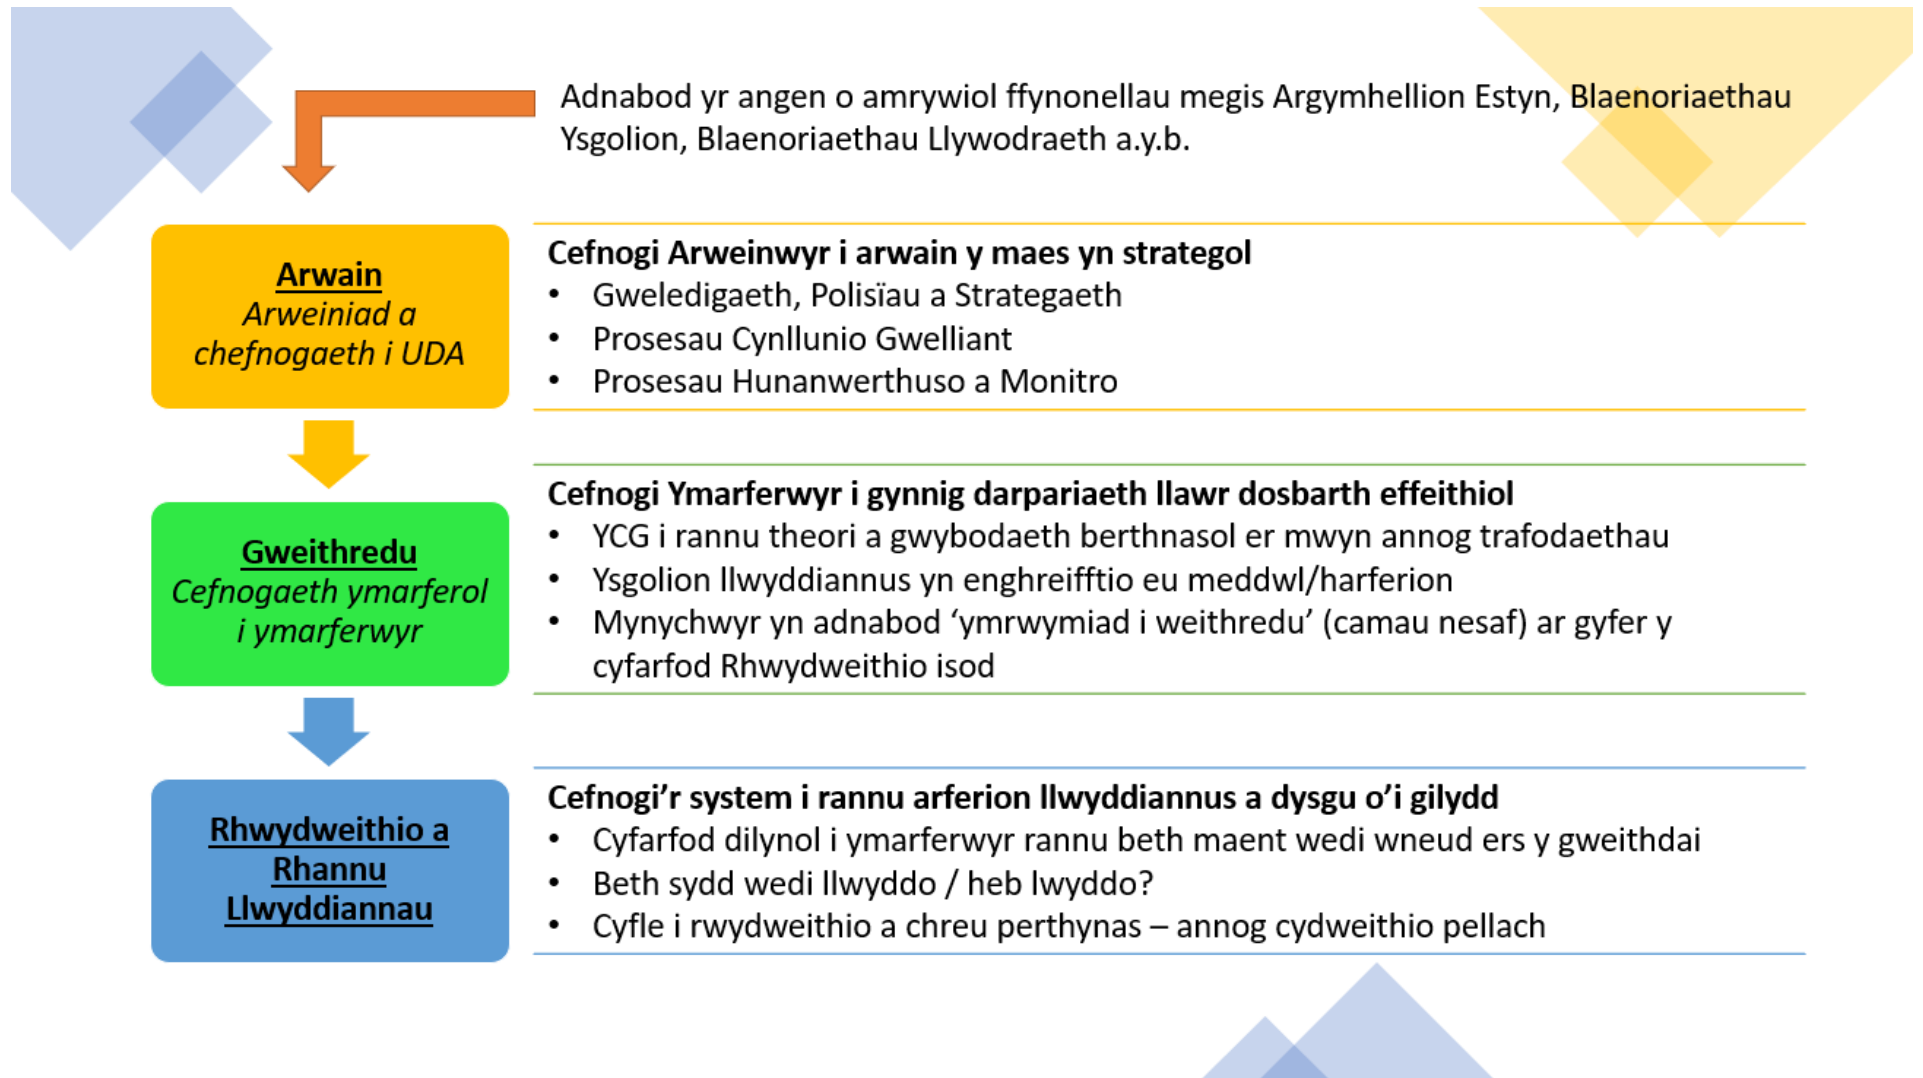 Adnabod yr angen o amrywiol ffynonellau megis Argymhellion Estyn, Blaenoriaethau
Ysgolion, Blaenoriaethau Llywodraeth a.y.b.
Arwain
Arweiniad a
chefnogaeth i UDA
Cefnogi Arweinwyr i arwain y maes yn strategol
• Gweledigaeth, Polisïau a Strategaeth
• Prosesau Cynllunio Gwelliant
• Prosesau Hunanwerthuso a Monitro
Gweithredu
Cefnogaeth ymarferol
i ymarferwyr
Cefnogi Ymarferwyr i gynnig darpariaeth llawr dosbarth effeithiol
• YCG i rannu theori a gwybodaeth berthnasol er mwyn annog trafodaethau
• Ysgolion llwyddiannus yn enghreifftio eu meddwl/harferion
• Mynychwyr yn adnabod ‘ymrwymiad i weithredu’ (camau nesaf) ar gyfer y
cyfarfod Rhwydweithio isod
Rhwydweithio a
Rhannu
Llwyddiannau
Cefnogi’r system i rannu arferion llwyddiannus a dysgu o’i gilydd
• Cyfarfod dilynol i ymarferwyr rannu beth maent wedi wneud ers y gweithdai
• Beth sydd wedi llwyddo / heb lwyddo?
• Cyfle i rwydweithio a chreu perthynas – annog cydweithio pellach